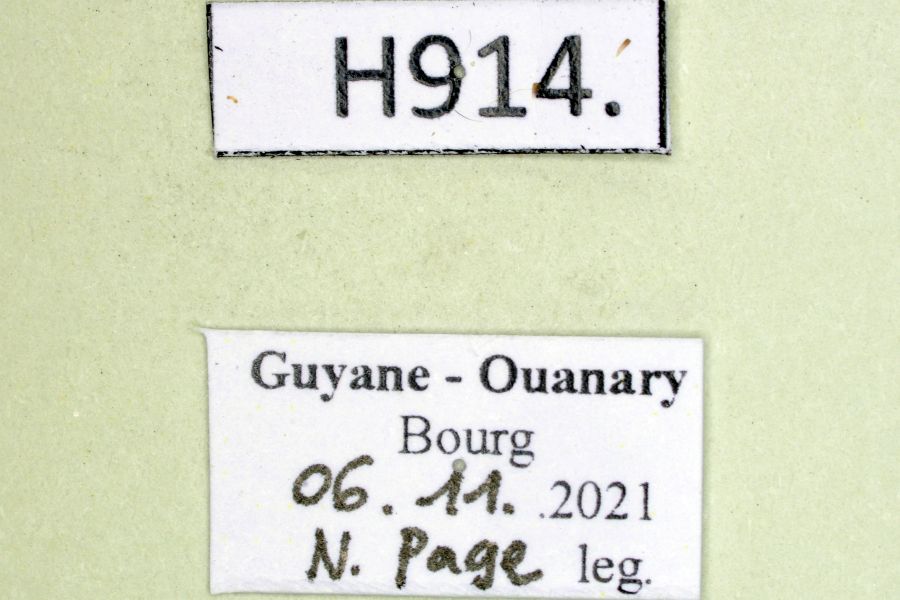 H914.
Guyane - Ouanary
Bourg
06.11. .2021
N. Page leg.